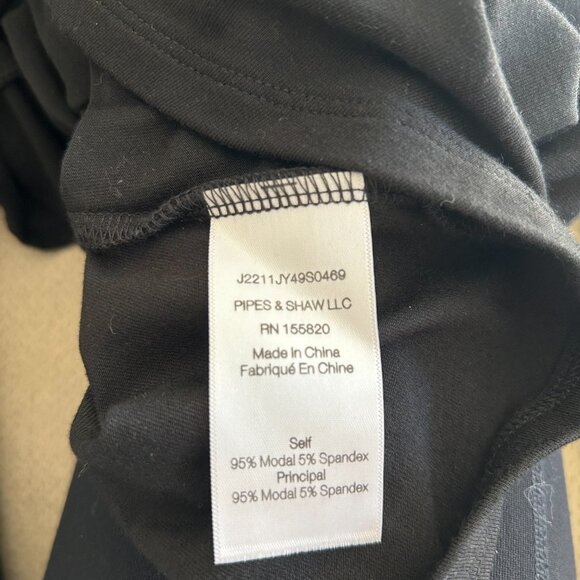 J2211JY49S0469
PIPES & SHAW LLC
RN 155820
Made In China
Fabriqué En Chine
Self
95% Modal 5% Spandex
Principal
95% Modal 5% Spandex